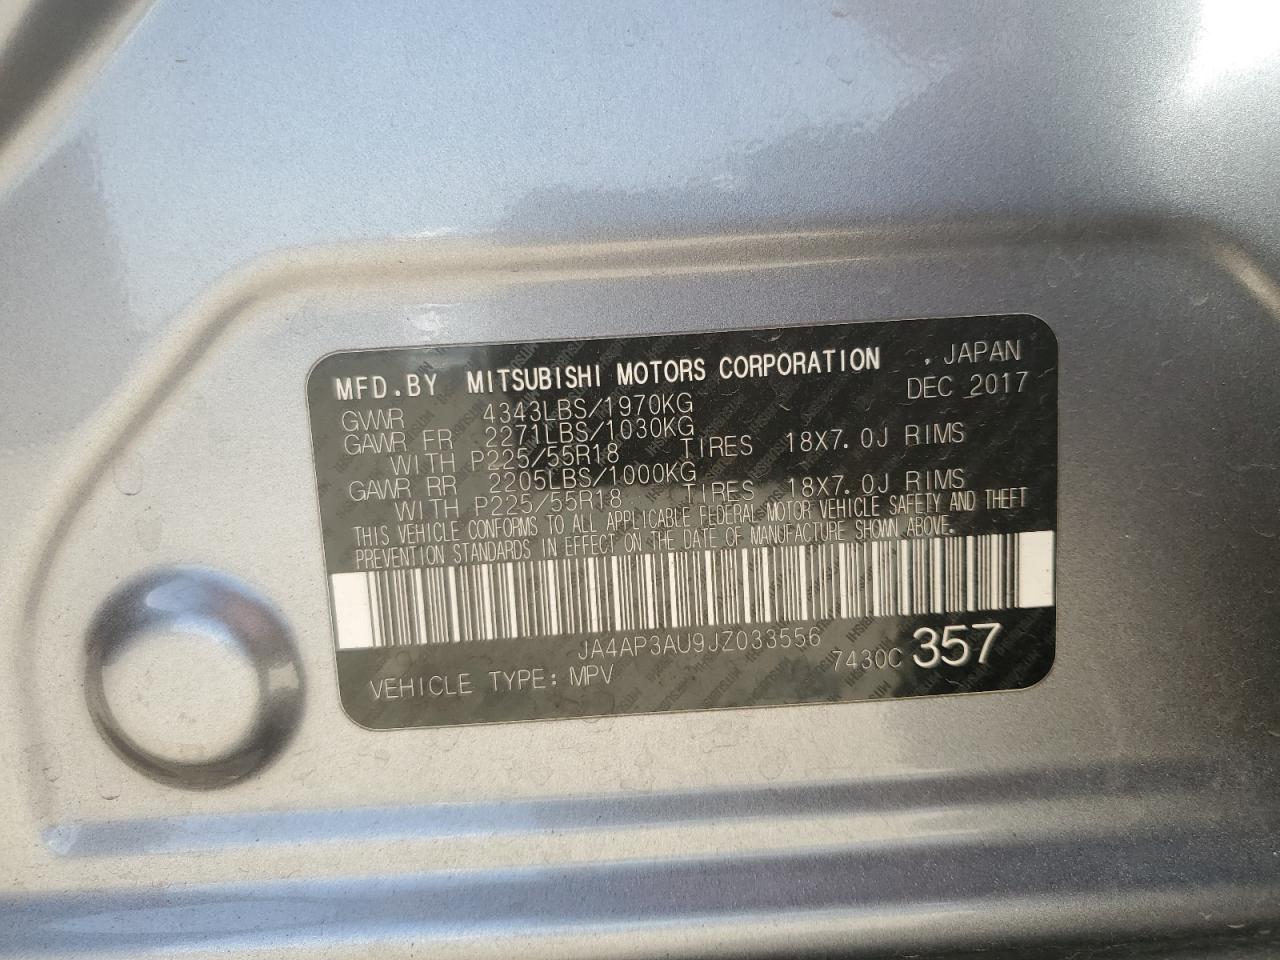 MFD.BY MITSUBISHI MOTORS CORPORATION , JAPAN
DEC 2017
GVWR 4343LBS/1970KG
GAWR FR 2271LBS/1030KG
WITH P225/55R18 TIRES 18X7.0J RIMS
GAWR RR 2205LBS/1000KG
WITH P225/55R18 TIRES 18X7.0J RIMS
THIS VEHICLE CONFORMS TO ALL APPLICABLE FEDERAL MOTOR VEHICLE SAFETY AND THEFT
PREVENTION STANDARDS IN EFFECT ON THE DATE OF MANUFACTURE SHOWN ABOVE.
JA4AP3AU9JZ033556
7430C 357
VEHICLE TYPE: MPV